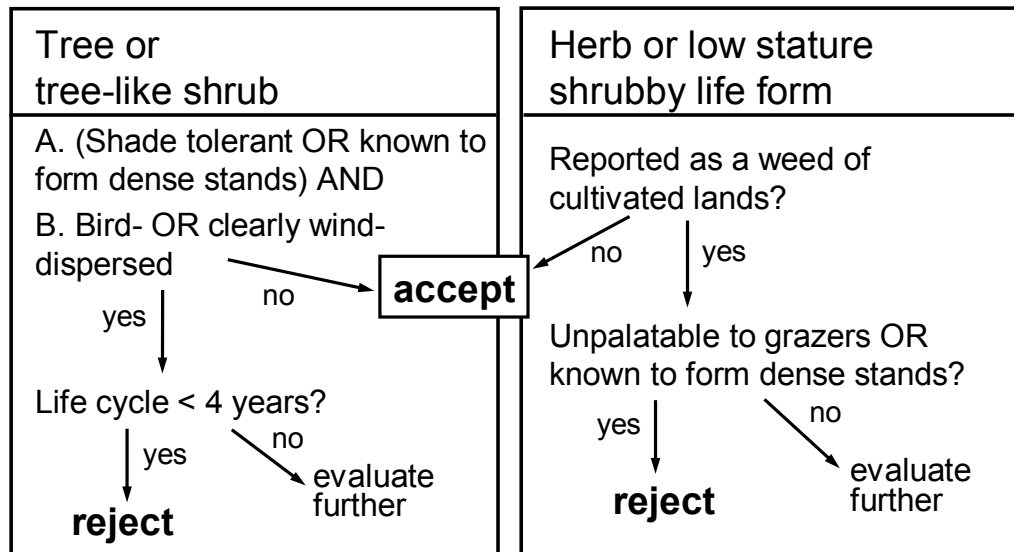 Tree or
tree-like shrub
A. (Shade tolerant OR known to
form dense stands) AND
B. Bird- OR clearly wind-
dispersed
yes
no
accept
Life cycle < 4 years?
yes
no
reject
evaluate
further
Herb or low stature
shrubby life form
Reported as a weed of
cultivated lands?
no
yes
Unpalatable to grazers OR
known to form dense stands?
yes
no
reject
evaluate
further